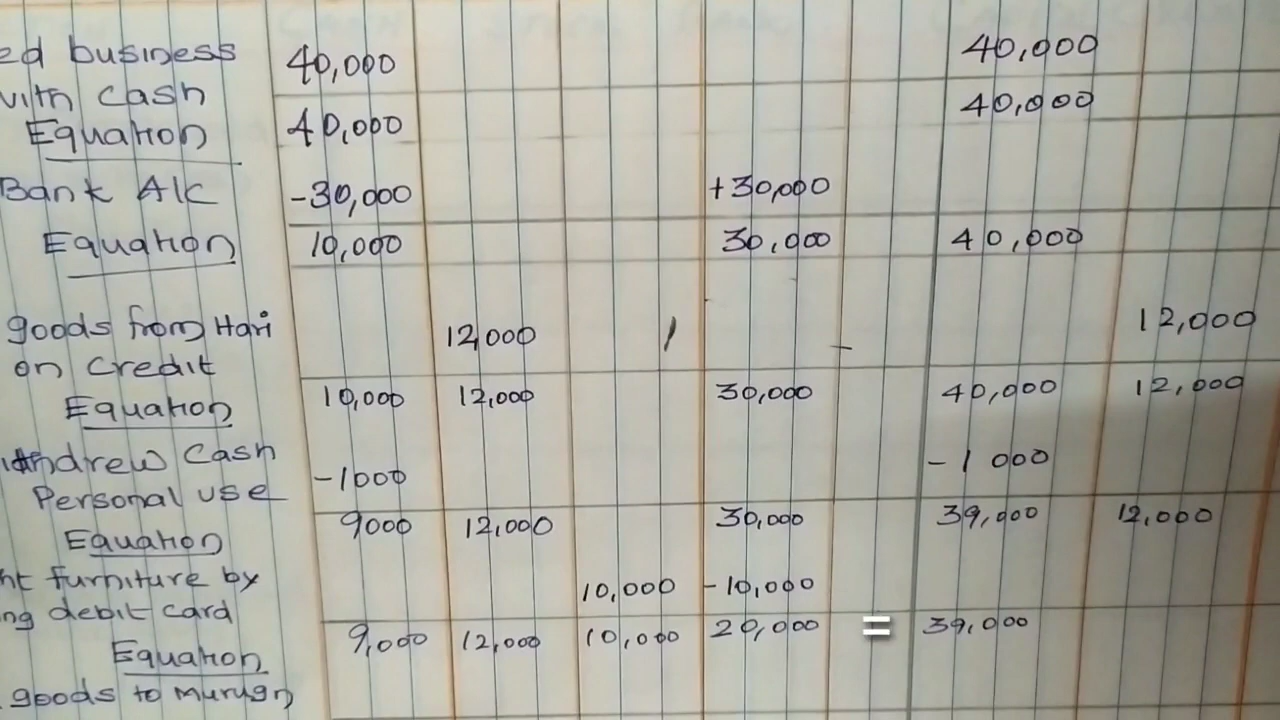 ed business 40,000 40,000
with Cash 40,000
Equation 40,000
Bank A/C -30,000 +30,000
Equation 10,000 30,000 40,000
goods from Hari 12,000 12,000
on Credit
Equation 10,000 12,000 30,000 40,000 12,000
andrew Cash -1 000
Personal use -1000
Equation 9000 12,000 30,000 39,000 12,000
ht furniture by 10,000 -10,000
ng debit card
Equation 9,000 12,000 10,000 20,000 = 39,000
goods to Murugn